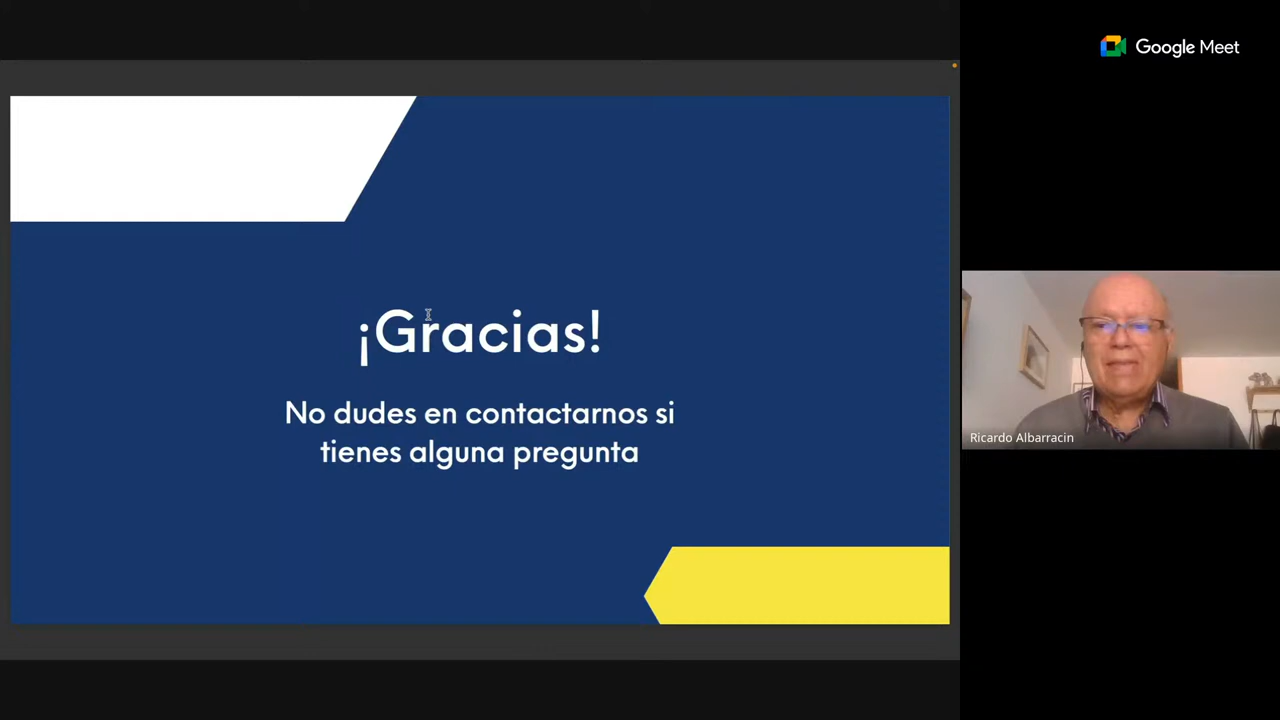 Google Meet
¡Gracias!
No dudes en contactarnos si
tienes alguna pregunta
Ricardo Albarracin